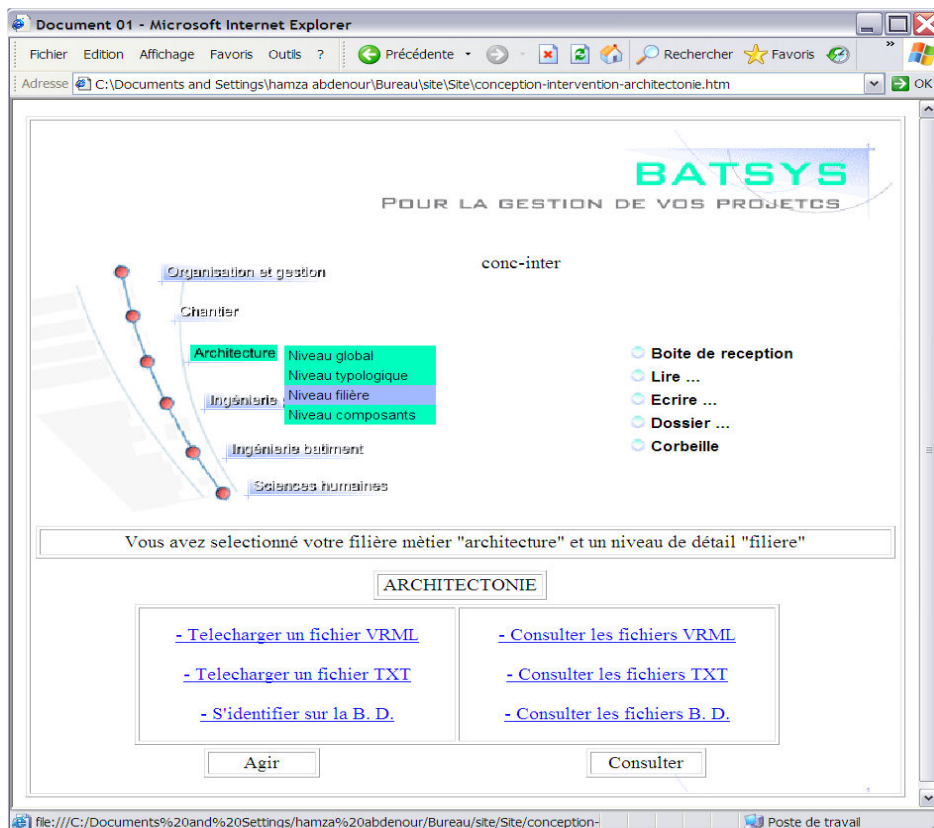 Document 01 - Microsoft Internet Explorer
Fichier Edition Affichage Favoris Outils ? Précédente Rechercher Favoris »
Adresse C:\Documents and Settings\hamza abdenour\Bureau\site\Site\conception-intervention-architectonie.htm OK
BATSYS
POUR LA GESTION DE VOS PROJETCS
conc-inter
Organisation et gestion
Chantier
Architecture
Niveau global
Niveau typologique
Niveau filière
Niveau composants
Ingénierie
Ingénierie batiment
Sciences humaines
Boite de reception
Lire ...
Ecrire ...
Dossier ...
Corbeille
Vous avez selectionné votre filière mètier "architecture" et un niveau de détail "filiere"
ARCHITECTONIE
- Telecharger un fichier VRML
- Telecharger un fichier TXT
- S'identifier sur la B. D.
- Consulter les fichiers VRML
- Consulter les fichiers TXT
- Consulter les fichiers B. D.
Agir
Consulter
file:///C:/Documents%20and%20Settings/hamza%20abdenour/Bureau/site/Site/conception- Poste de travail